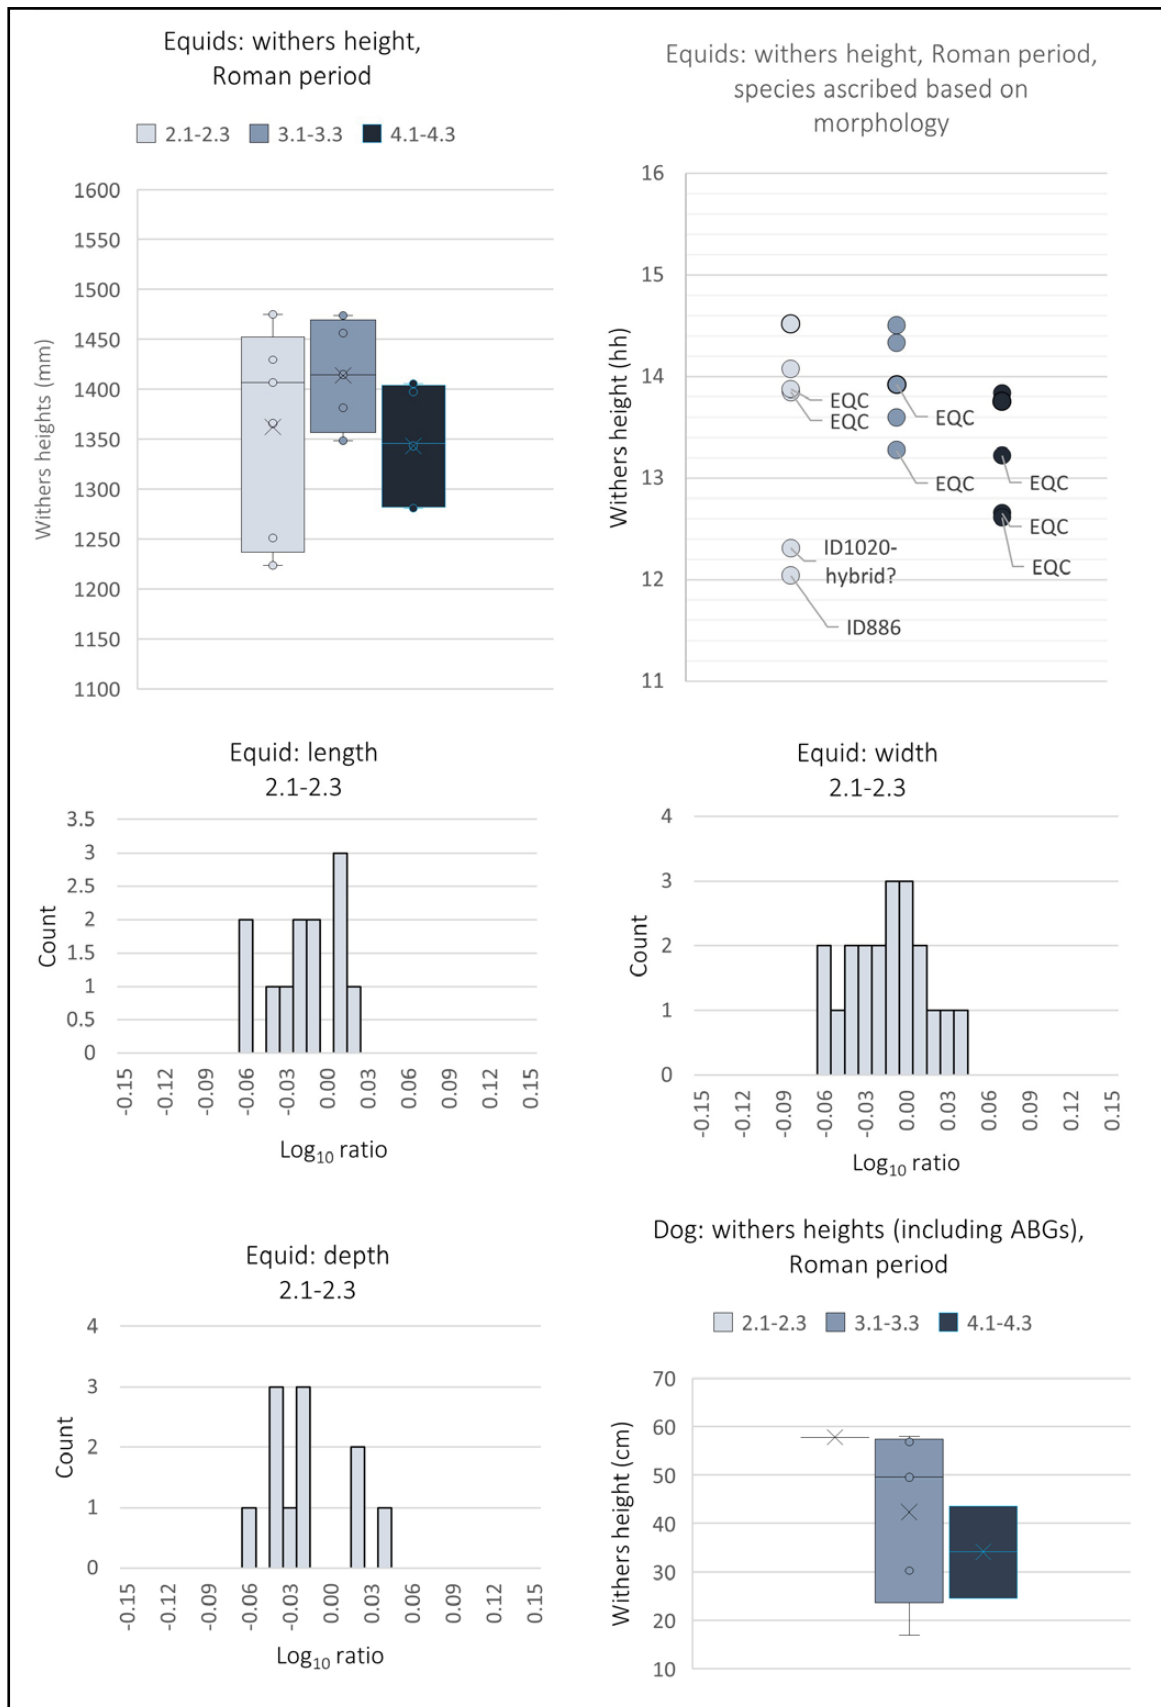 Equids: withers height,
Roman period
2.1-2.3 3.1-3.3 4.1-4.3
Withers heights (mm)
1600
1550
1500
1450
1400
1350
1300
1250
1200
1150
1100
Equids: withers height, Roman period,
species ascribed based on
morphology
Withers height (hh)
16
15
14
13
12
11
EQC
EQC
EQC
EQC
EQC
EQC
EQC
ID1020-
hybrid?
ID886
Equid: length
2.1-2.3
Count
3.5
3
2.5
2
1.5
1
0.5
0
-0.15 -0.12 -0.09 -0.06 -0.03 0.00 0.03 0.06 0.09 0.12 0.15
Log10 ratio
Equid: width
2.1-2.3
Count
4
3
2
1
0
-0.15 -0.12 -0.09 -0.06 -0.03 0.00 0.03 0.06 0.09 0.12 0.15
Log10 ratio
Equid: depth
2.1-2.3
Count
4
3
2
1
0
-0.15 -0.12 -0.09 -0.06 -0.03 0.00 0.03 0.06 0.09 0.12 0.15
Log10 ratio
Dog: withers heights (including ABGs),
Roman period
2.1-2.3 3.1-3.3 4.1-4.3
Withers height (cm)
70
60
50
40
30
20
10